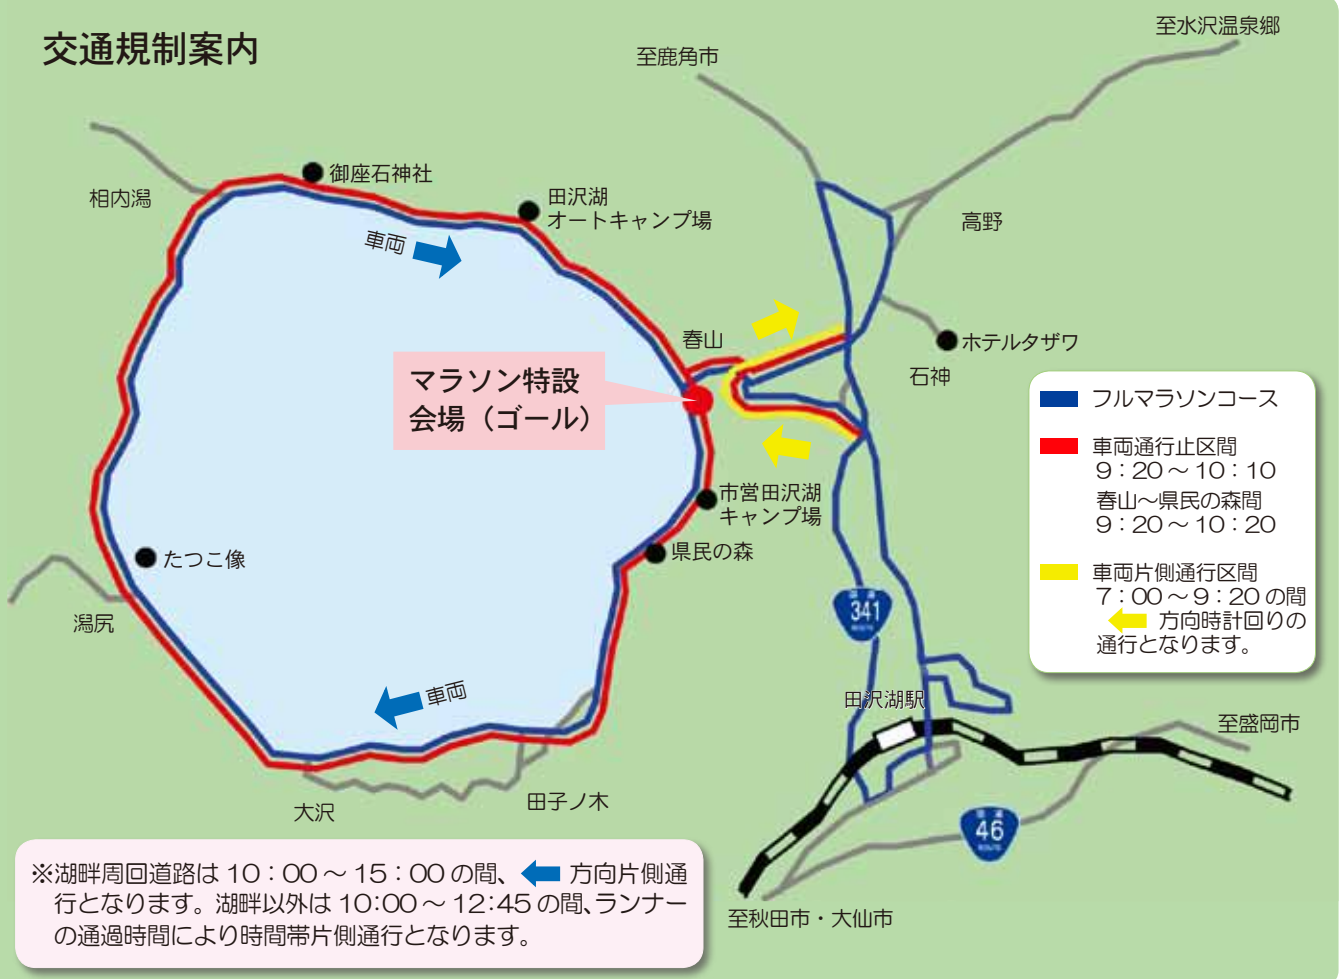 交通規制案内
至水沢温泉郷
至鹿角市
御座石神社
相内潟
田沢湖
オートキャンプ場
高野
車両
春山
ホテルタザワ
石神
マラソン特設
会場（ゴール）
フルマラソンコース
車両通行止区間
9：20～10：10
春山～県民の森間
9：20～10：20
車両片側通行区間
7：00～9：20の間
方向時計回りの
通行となります。
市営田沢湖
キャンプ場
県民の森
たつこ像
潟尻
341
ROUTE
車両
田沢湖駅
至盛岡市
大沢
田子ノ木
46
ROUTE
※湖畔周回道路は10：00～15：00の間、 方向片側通
行となります。湖畔以外は10:00～12:45の間、ランナー
の通過時間により時間帯片側通行となります。
至秋田市・大仙市